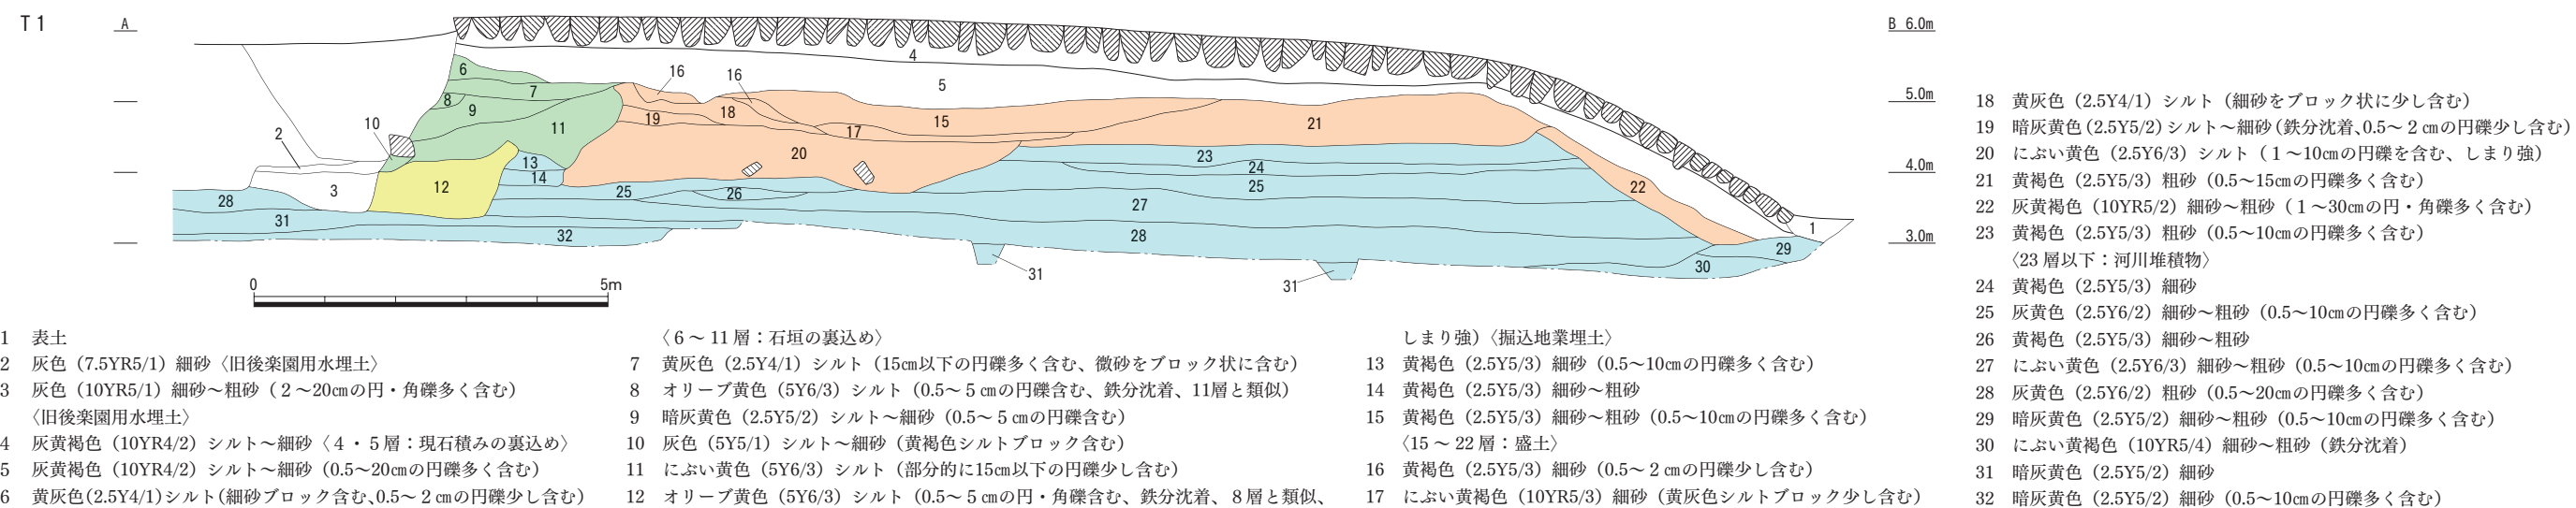 T1
A
B 6.0m
5.0m
4.0m
3.0m
4
5
6
7
8
9
10
11
2
3
12
13
14
16
16
18
19
17
15
20
21
22
23
24
25
25
26
27
28
28
31
32
31
31
29
30
1
0
5m
1 表土
2 灰色（7.5YR5/1）細砂〈旧後楽園用水埋土〉
3 灰色（10YR5/1）細砂～粗砂（２～20㎝の円・角礫多く含む）
〈旧後楽園用水埋土〉
4 灰黄褐色（10YR4/2）シルト～細砂〈４・５層：現石積みの裏込め〉
5 灰黄褐色（10YR4/2）シルト～細砂（0.5～20㎝の円礫多く含む）
6 黄灰色(2.5Y4/1)シルト(細砂ブロック含む､0.5～２㎝の円礫少し含む）
〈６～11層：石垣の裏込め〉
7 黄灰色（2.5Y4/1）シルト（15㎝以下の円礫多く含む、微砂をブロック状に含む）
8 オリーブ黄色（5Y6/3）シルト（0.5～５㎝の円礫含む、鉄分沈着、11層と類似）
9 暗灰黄色（2.5Y5/2）シルト～細砂（0.5～５㎝の円礫含む）
10 灰色（5Y5/1）シルト～細砂（黄褐色シルトブロック含む）
11 にぶい黄色（5Y6/3）シルト（部分的に15㎝以下の円礫少し含む）
12 オリーブ黄色（5Y6/3）シルト（0.5～５㎝の円・角礫含む、鉄分沈着、８層と類似、
しまり強）〈掘込地業埋土〉
13 黄褐色（2.5Y5/3）細砂（0.5～10㎝の円礫多く含む）
14 黄褐色（2.5Y5/3）細砂～粗砂
15 黄褐色（2.5Y5/3）細砂～粗砂（0.5～10㎝の円礫多く含む）
〈15～22層：盛土〉
16 黄褐色（2.5Y5/3）細砂（0.5～２㎝の円礫少し含む）
17 にぶい黄褐色（10YR5/3）細砂（黄灰色シルトブロック少し含む）
18 黄灰色（2.5Y4/1）シルト（細砂をブロック状に少し含む）
19 暗灰黄色(2.5Y5/2)シルト～細砂(鉄分沈着､0.5～２㎝の円礫少し含む）
20 にぶい黄色（2.5Y6/3）シルト（１～10㎝の円礫を含む、しまり強）
21 黄褐色（2.5Y5/3）粗砂（0.5～15㎝の円礫多く含む）
22 灰黄褐色（10YR5/2）細砂～粗砂（１～30㎝の円・角礫多く含む）
23 黄褐色（2.5Y5/3）粗砂（0.5～10㎝の円礫多く含む）
〈23層以下：河川堆積物〉
24 黄褐色（2.5Y5/3）細砂
25 灰黄色（2.5Y6/2）細砂～粗砂（0.5～10㎝の円礫多く含む）
26 黄褐色（2.5Y5/3）細砂～粗砂
27 にぶい黄色（2.5Y6/3）細砂～粗砂（0.5～10㎝の円礫多く含む）
28 灰黄色（2.5Y6/2）粗砂（0.5～20㎝の円礫多く含む）
29 暗灰黄色（2.5Y5/2）細砂～粗砂（0.5～10㎝の円礫多く含む）
30 にぶい黄褐色（10YR5/4）細砂～粗砂（鉄分沈着）
31 暗灰黄色（2.5Y5/2）細砂
32 暗灰黄色（2.5Y5/2）細砂（0.5～10㎝の円礫多く含む）